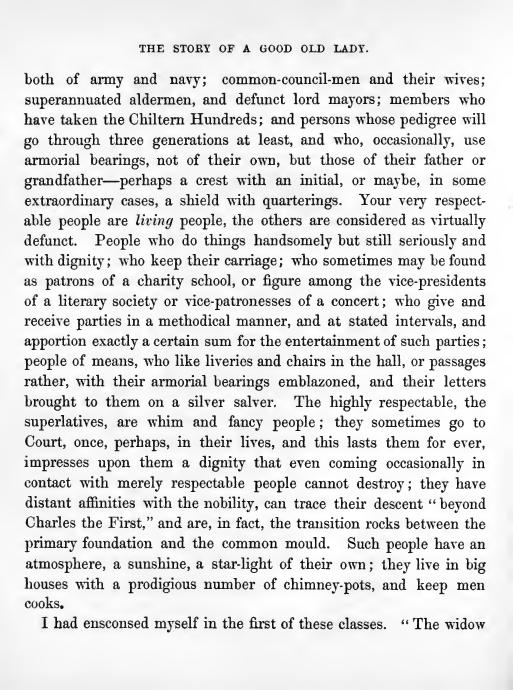 THE STORY OF A GOOD OLD LADY.
both of army and navy; common-council-men and their wives;
superannuated aldermen, and defunct lord mayors; members who
have taken the Chiltern Hundreds; and persons whose pedigree will
go through three generations at least, and who, occasionally, use
armorial bearings, not of their own, but those of their father or
grandfather—perhaps a crest with an initial, or maybe, in some
extraordinary cases, a shield with quarterings. Your very respect-
able people are living people, the others are considered as virtually
defunct. People who do things handsomely but still seriously and
with dignity; who keep their carriage; who sometimes may be found
as patrons of a charity school, or figure among the vice-presidents
of a literary society or vice-patronesses of a concert; who give and
receive parties in a methodical manner, and at stated intervals, and
apportion exactly a certain sum for the entertainment of such parties;
people of means, who like liveries and chairs in the hall, or passages
rather, with their armorial bearings emblazoned, and their letters
brought to them on a silver salver. The highly respectable, the
superlatives, are whim and fancy people; they sometimes go to
Court, once, perhaps, in their lives, and this lasts them for ever,
impresses upon them a dignity that even coming occasionally in
contact with merely respectable people cannot destroy; they have
distant affinities with the nobility, can trace their descent "beyond
Charles the First," and are, in fact, the transition rocks between the
primary foundation and the common mould. Such people have an
atmosphere, a sunshine, a star-light of their own; they live in big
houses with a prodigious number of chimney-pots, and keep men
cooks.
I had ensconsed myself in the first of these classes. "The widow